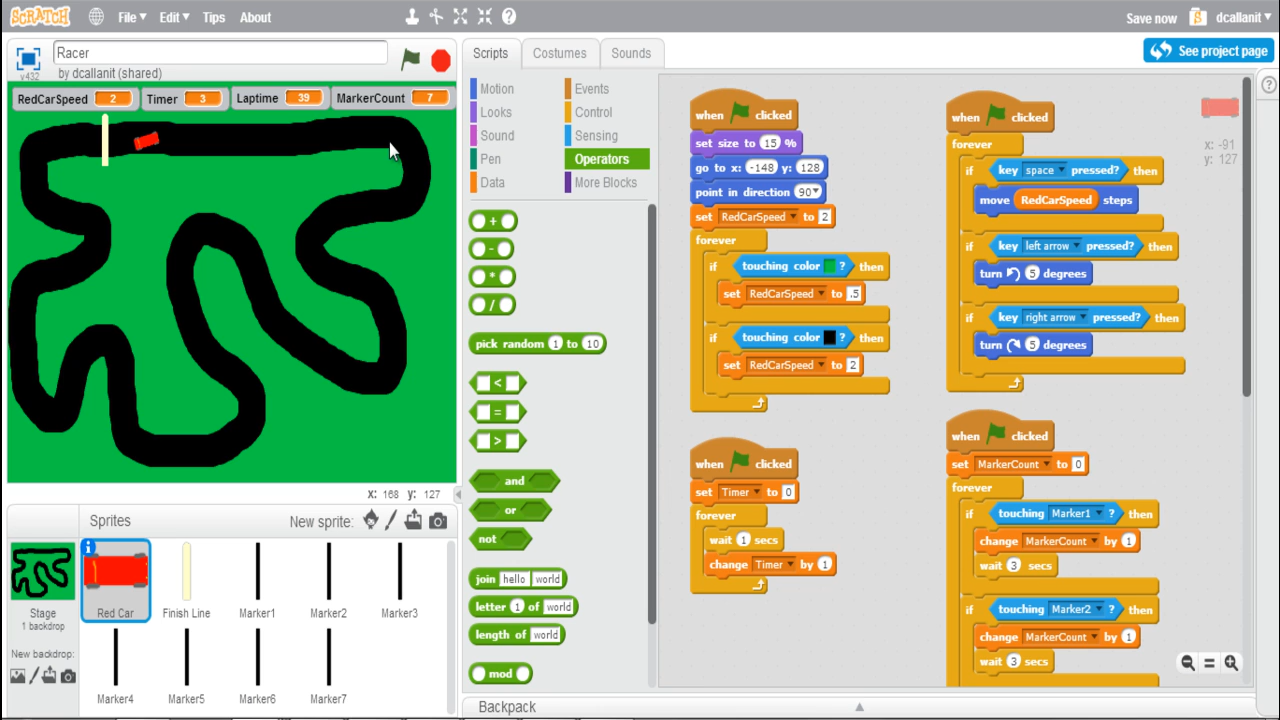 SCRATCH File Edit Tips About Save now dcallanit
Racer
by dcallanit (shared)
v432
RedCarSpeed 2 Timer 3 Laptime 39 MarkerCount 7
x: 168 y: 127
Sprites New sprite:
Stage
1 backdrop
New backdrop:
Red Car
Finish Line
Marker1
Marker2
Marker3
Marker4
Marker5
Marker6
Marker7
Scripts Costumes Sounds
See project page
Motion Events
Looks Control
Sound Sensing
Pen Operators
Data More Blocks
+
-
*
/
pick random 1 to 10
<
=
>
and
or
not
join hello world
letter 1 of world
length of world
mod
when clicked
set size to 15 %
go to x: -148 y: 128
point in direction 90
set RedCarSpeed to 2
forever
if touching color ? then
set RedCarSpeed to .5
if touching color ? then
set RedCarSpeed to 2
when clicked
set Timer to 0
forever
wait 1 secs
change Timer by 1
when clicked
forever
if key space pressed? then
move RedCarSpeed steps
if key left arrow pressed? then
turn 5 degrees
if key right arrow pressed? then
turn 5 degrees
when clicked
set MarkerCount to 0
forever
if touching Marker1 ? then
change MarkerCount by 1
wait 3 secs
if touching Marker2 ? then
change MarkerCount by 1
wait 3 secs
x: -91
y: 127
Backpack